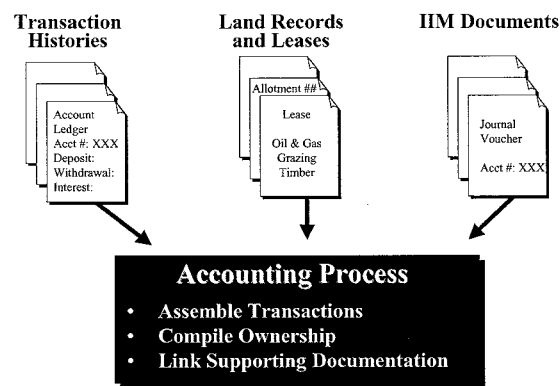 Transaction
Histories
Land Records
and Leases
IIM Documents
Account
Ledger
Acct #: XXX
Deposit:
Withdrawal:
Interest:
Allotment ##
Lease
Oil & Gas
Grazing
Timber
Journal
Voucher
Acct #: XXX
Accounting Process
• Assemble Transactions
• Compile Ownership
• Link Supporting Documentation